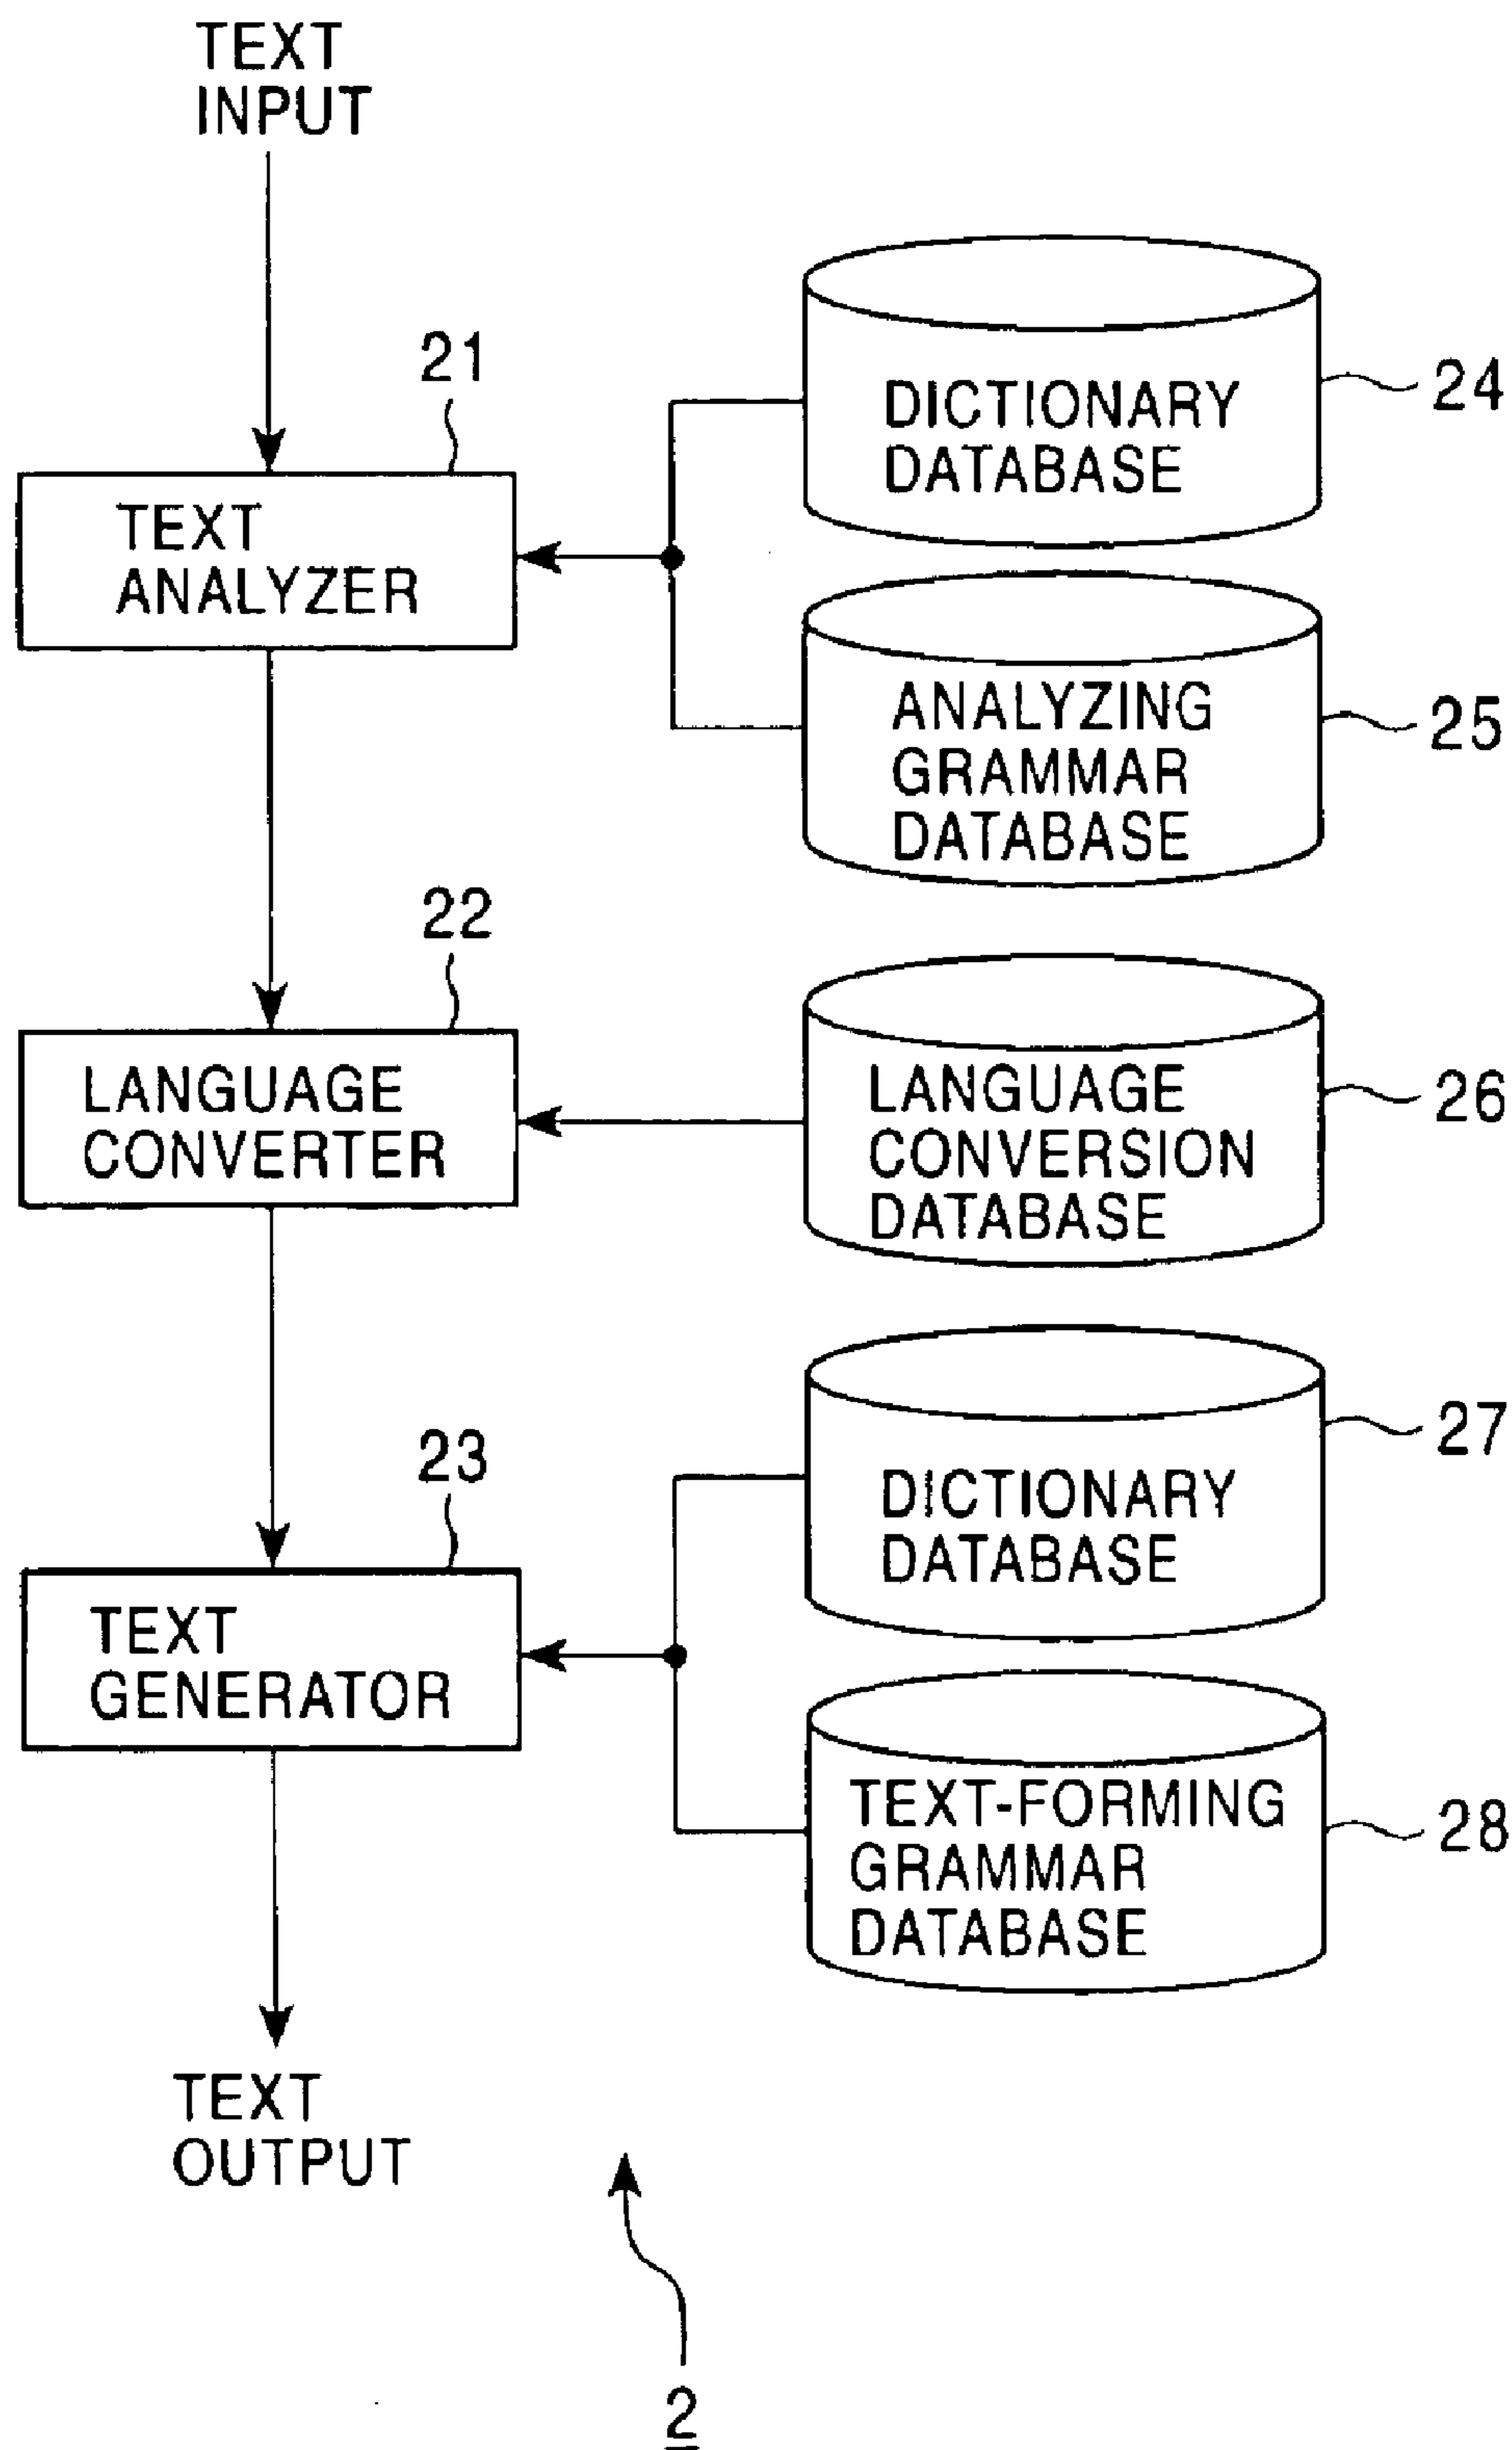 TEXT
INPUT
21
TEXT
ANALYZER
DICTIONARY
DATABASE
24
ANALYZING
GRAMMAR
DATABASE
25
22
LANGUAGE
CONVERTER
LANGUAGE
CONVERSION
DATABASE
26
23
TEXT
GENERATOR
DICTIONARY
DATABASE
27
TEXT-FORMING
GRAMMAR
DATABASE
28
TEXT
OUTPUT
2